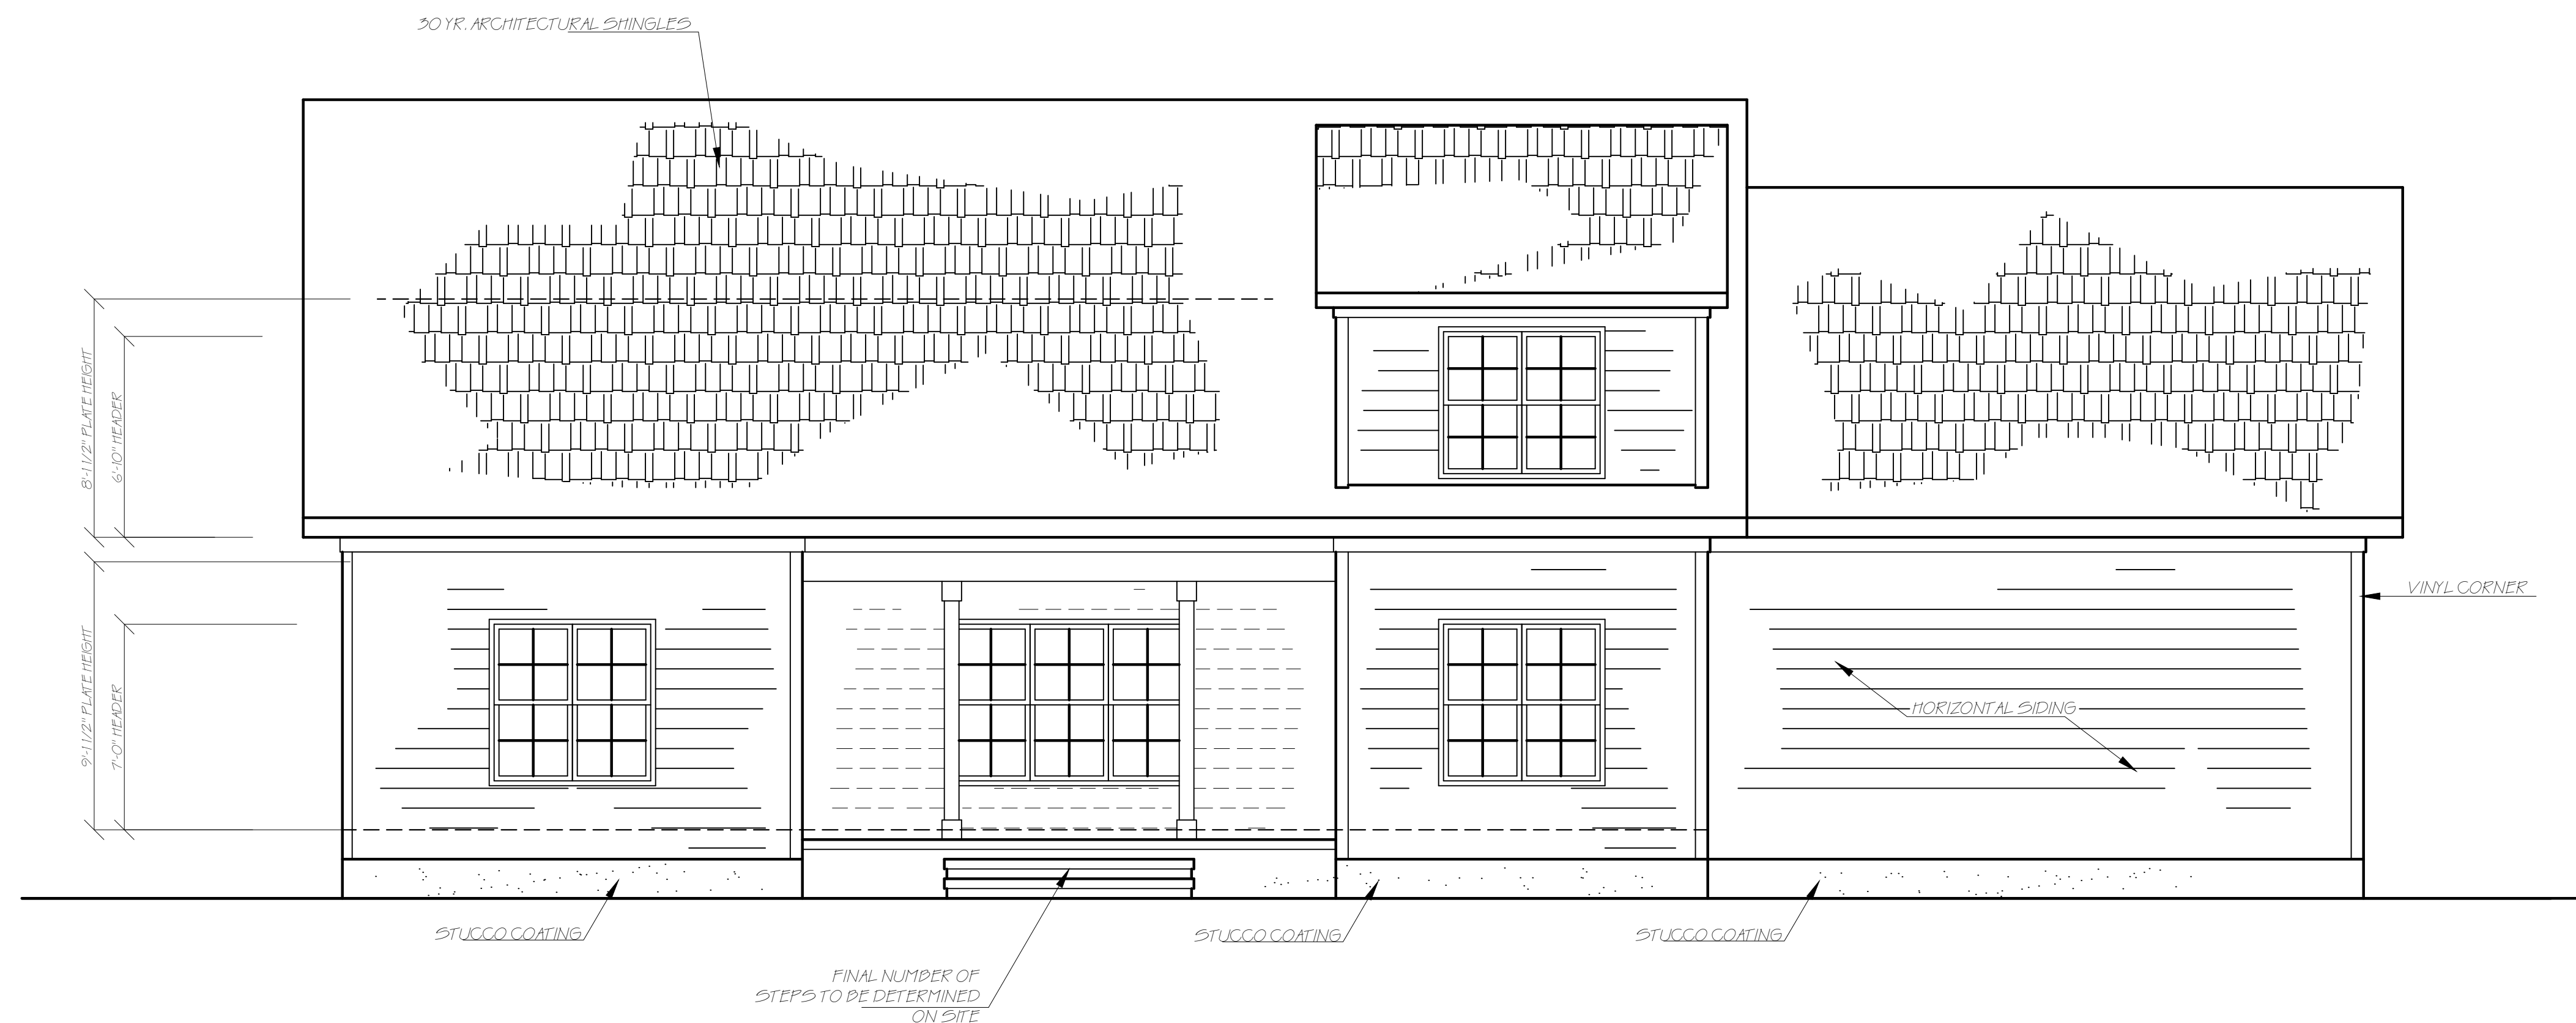 30 YR. ARCHITECTURAL SHINGLES
8'-1 1/2" PLATE HEIGHT
6'-10" HEADER
9'-1 1/2" PLATE HEIGHT
7'-0" HEADER
VINYL CORNER
HORIZONTAL SIDING
STUCCO COATING
STUCCO COATING
STUCCO COATING
FINAL NUMBER OF
STEPS TO BE DETERMINED
ON SITE